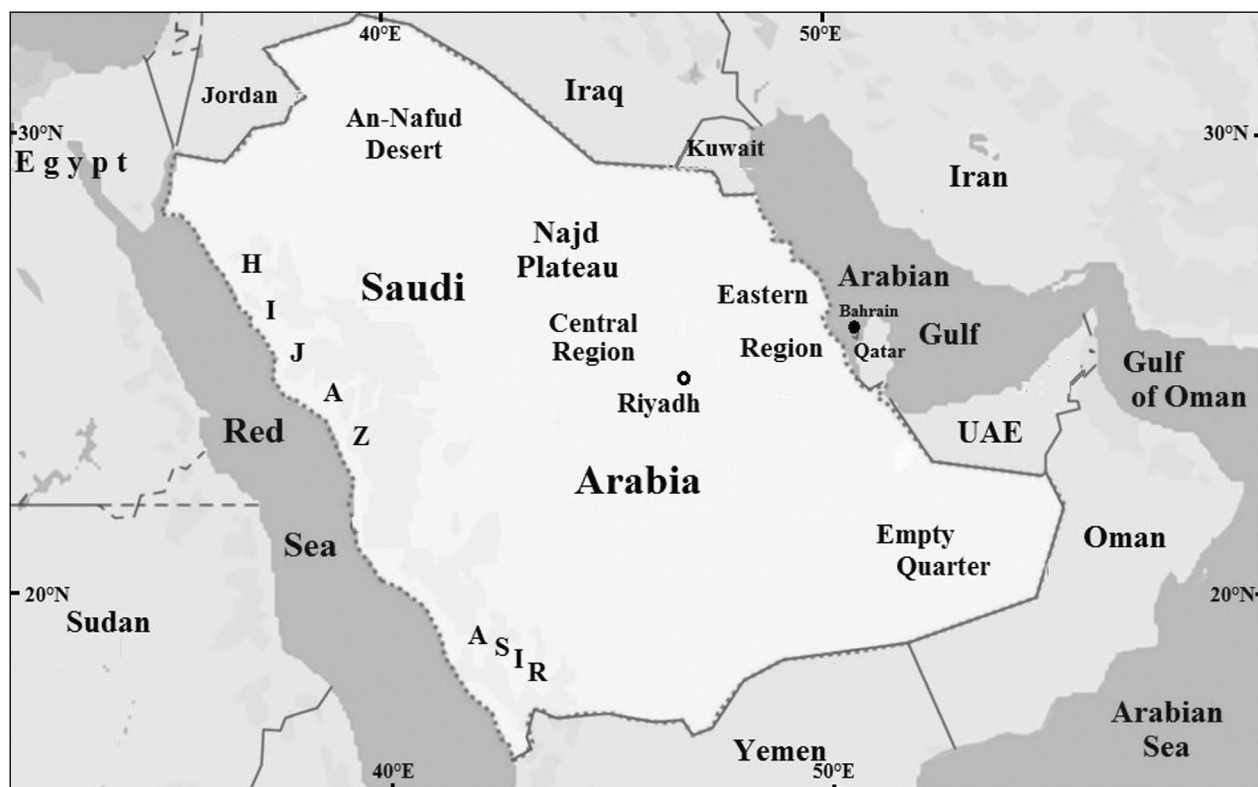 40°E
50°E
Jordan
Iraq
An-Nafud
Desert
30°N
30°N
Kuwait
Egypt
Iran
Najd
Plateau
H
I
J
A
Z
Saudi
Eastern
Region
Arabian
Gulf
Bahrain
Qatar
Central
Region
Riyadh
Gulf
of Oman
Red
Sea
UAE
Arabia
Empty
Quarter
Oman
20°N
20°N
Sudan
A
S
I
R
Arabian
Sea
Yemen
40°E
50°E